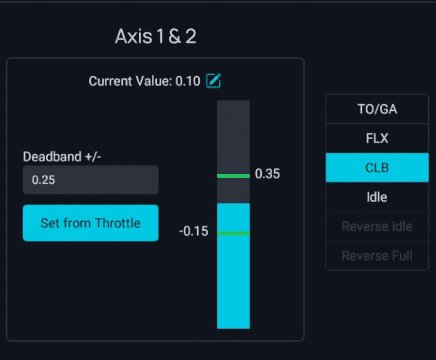 Axis 1 & 2
Current Value: 0.10
TO/GA
FLX
Deadband +/-
0.25
0.35
CLB
Idle
Set from Throttle
-0.15
Reverse Idle
Reverse Full